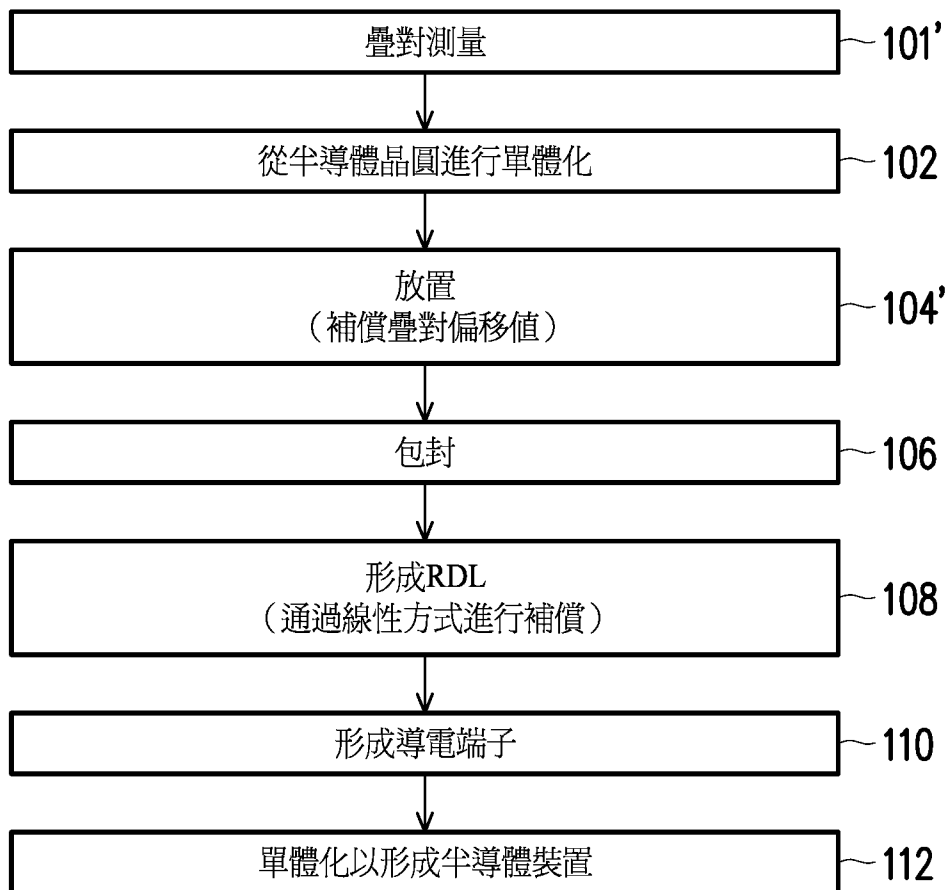 疊對測量
101'
從半導體晶圓進行單體化
102
放置
（補償疊對偏移值）
104'
包封
106
形成RDL
（通過線性方式進行補償）
108
形成導電端子
110
單體化以形成半導體裝置
112